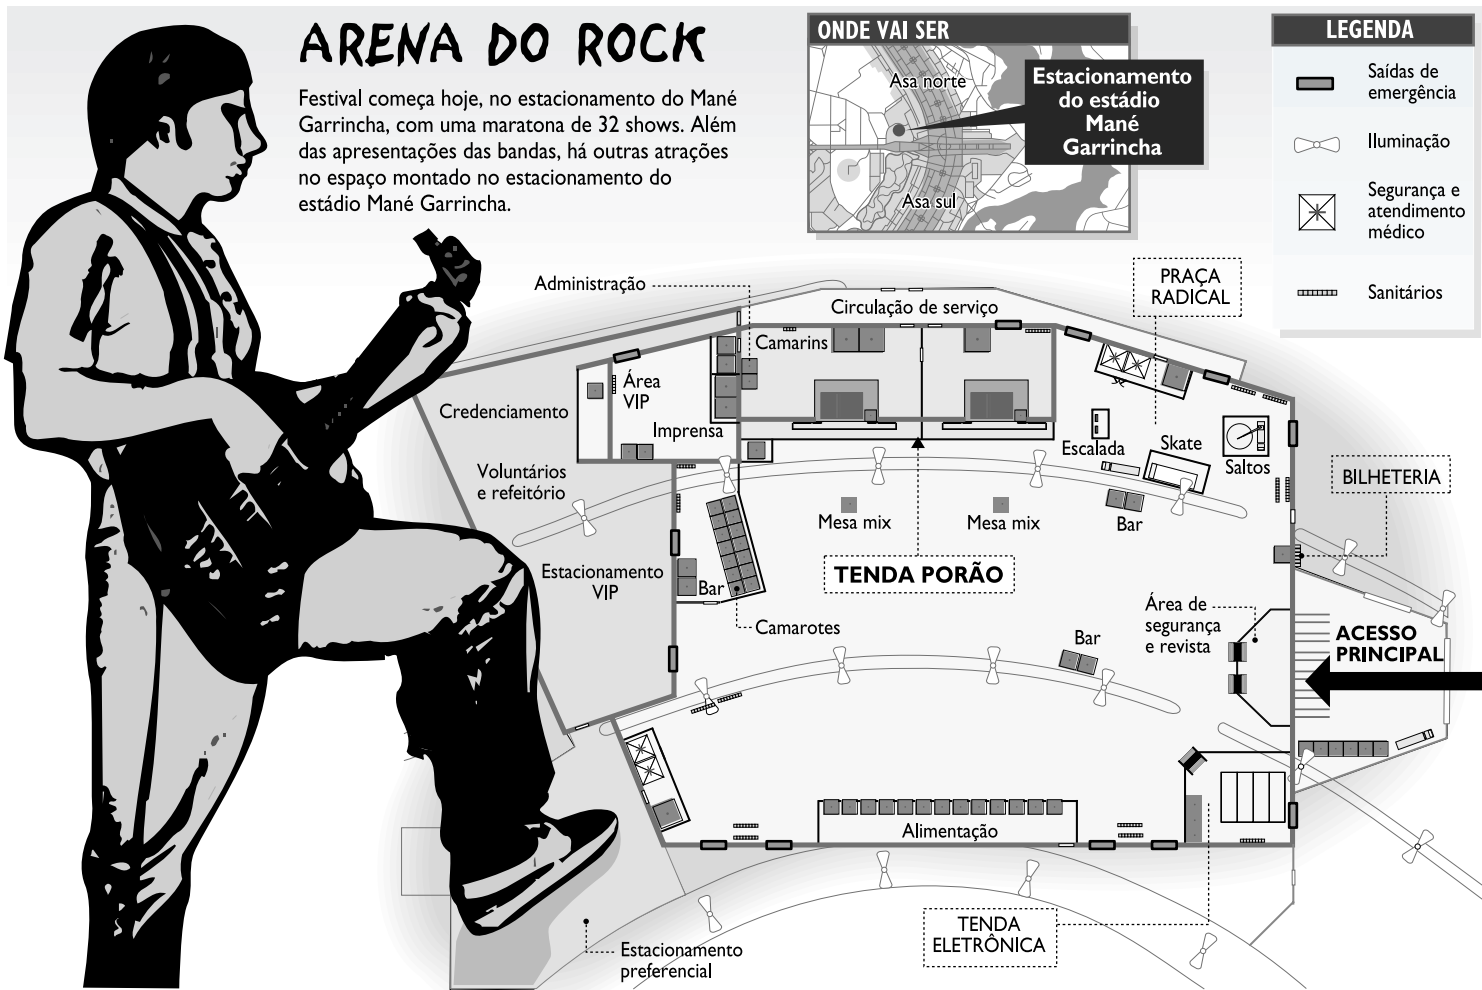 ARENA DO ROCK
Festival começa hoje, no estacionamento do Mané
Garrincha, com uma maratona de 32 shows. Além
das apresentações das bandas, há outras atrações
no espaço montado no estacionamento do
estádio Mané Garrincha.
ONDE VAI SER
Asa norte
Estacionamento
do estádio
Mané
Garrincha
Asa sul
LEGENDA
Saídas de
emergência
Iluminação
Segurança e
atendimento
médico
Sanitários
Administração
Circulação de serviço
PRAÇA
RADICAL
Camarins
Área
VIP
Credenciamento
Imprensa
Escalada
Skate
Saltos
Voluntários
e refeitório
BILHETERIA
Mesa mix
Mesa mix
Bar
TENDA PORÃO
Estacionamento
VIP
Bar
Camarotes
Área de
segurança
e revista
Bar
ACESSO
PRINCIPAL
Alimentação
TENDA
ELETRÔNICA
Estacionamento
preferencial